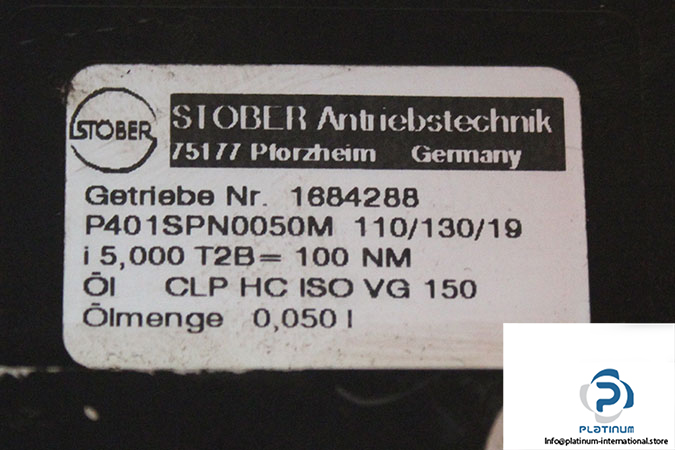 STÖBER
STÖBER Antriebstechnik
75177 Pforzheim Germany
Getriebe Nr. 1684288
P401SPN0050M 110/130/19
i 5,000 T2B= 100 NM
Öl CLP HC ISO VG 150
Ölmenge 0,050 l
PLATINUM
Info@platinum-international.store